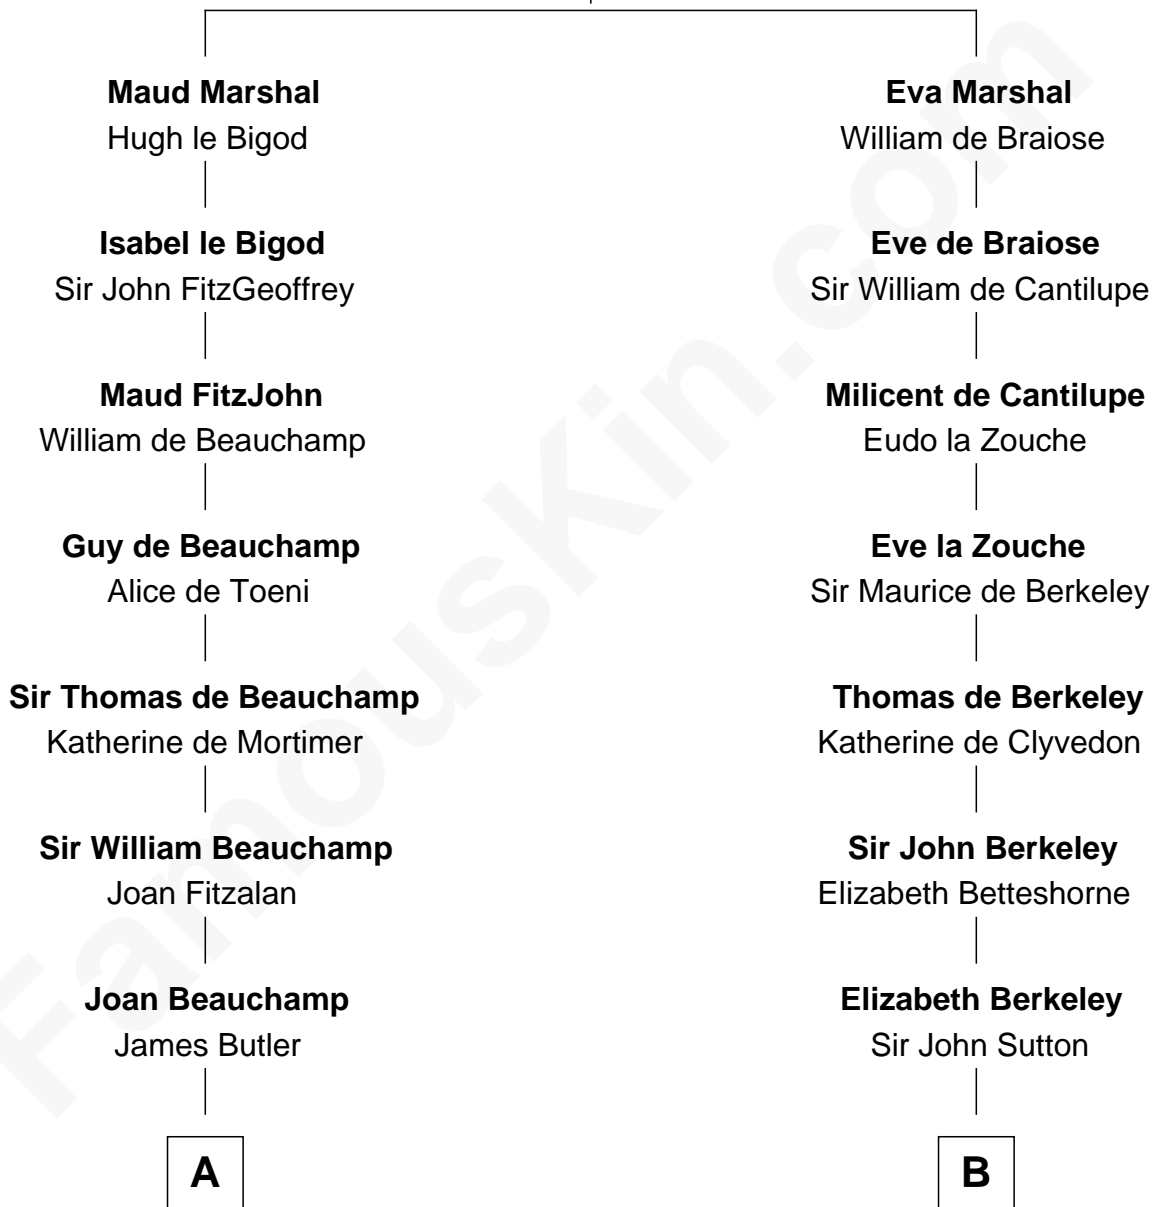 Maud Marshal
Hugh le Bigod
Isabel le Bigod
Sir John FitzGeoffrey
Maud FitzJohn
William de Beauchamp
Guy de Beauchamp
Alice de Toeni
Sir Thomas de Beauchamp
Katherine de Mortimer
Sir William Beauchamp
Joan Fitzalan
Joan Beauchamp
James Butler
A
Eva Marshal
William de Braiose
Eve de Braiose
Sir William de Cantilupe
Milicent de Cantilupe
Eudo la Zouche
Eve la Zouche
Sir Maurice de Berkeley
Thomas de Berkeley
Katherine de Clyvedon
Sir John Berkeley
Elizabeth Betteshorne
Elizabeth Berkeley
Sir John Sutton
B
FamousKin.com